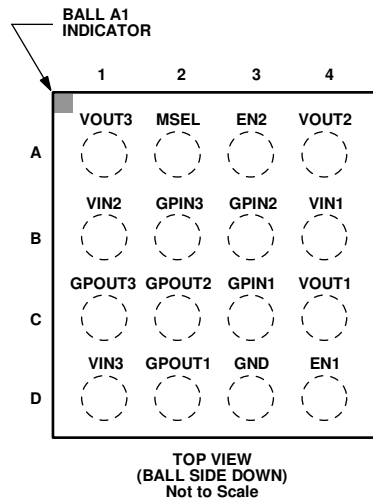 BALL A1
INDICATOR
1 2 3 4
VOUT3 MSEL EN2 VOUT2
A
VIN2 GPIN3 GPIN2 VIN1
B
GPOUT3 GPOUT2 GPIN1 VOUT1
C
VIN3 GPOUT1 GND EN1
D
TOP VIEW
(BALL SIDE DOWN)
Not to Scale